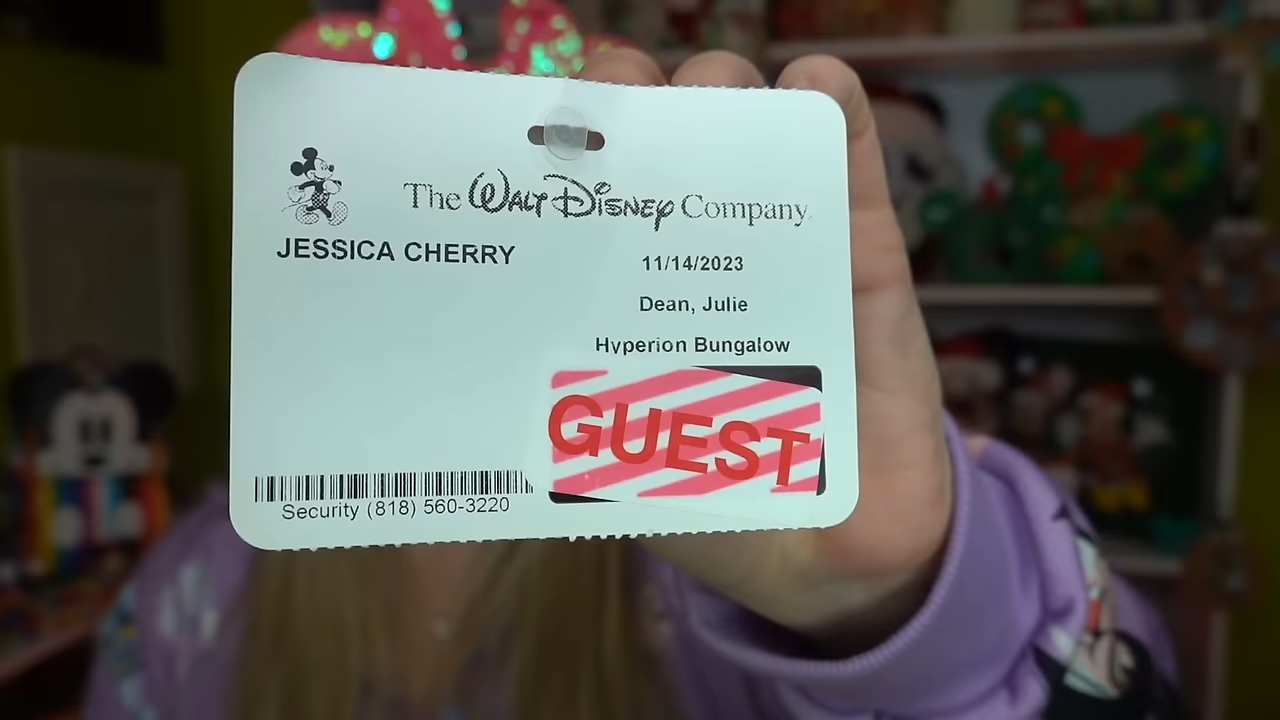 The Walt Disney Company
JESSICA CHERRY
11/14/2023
Dean, Julie
Hyperion Bungalow
GUEST
Security (818) 560-3220